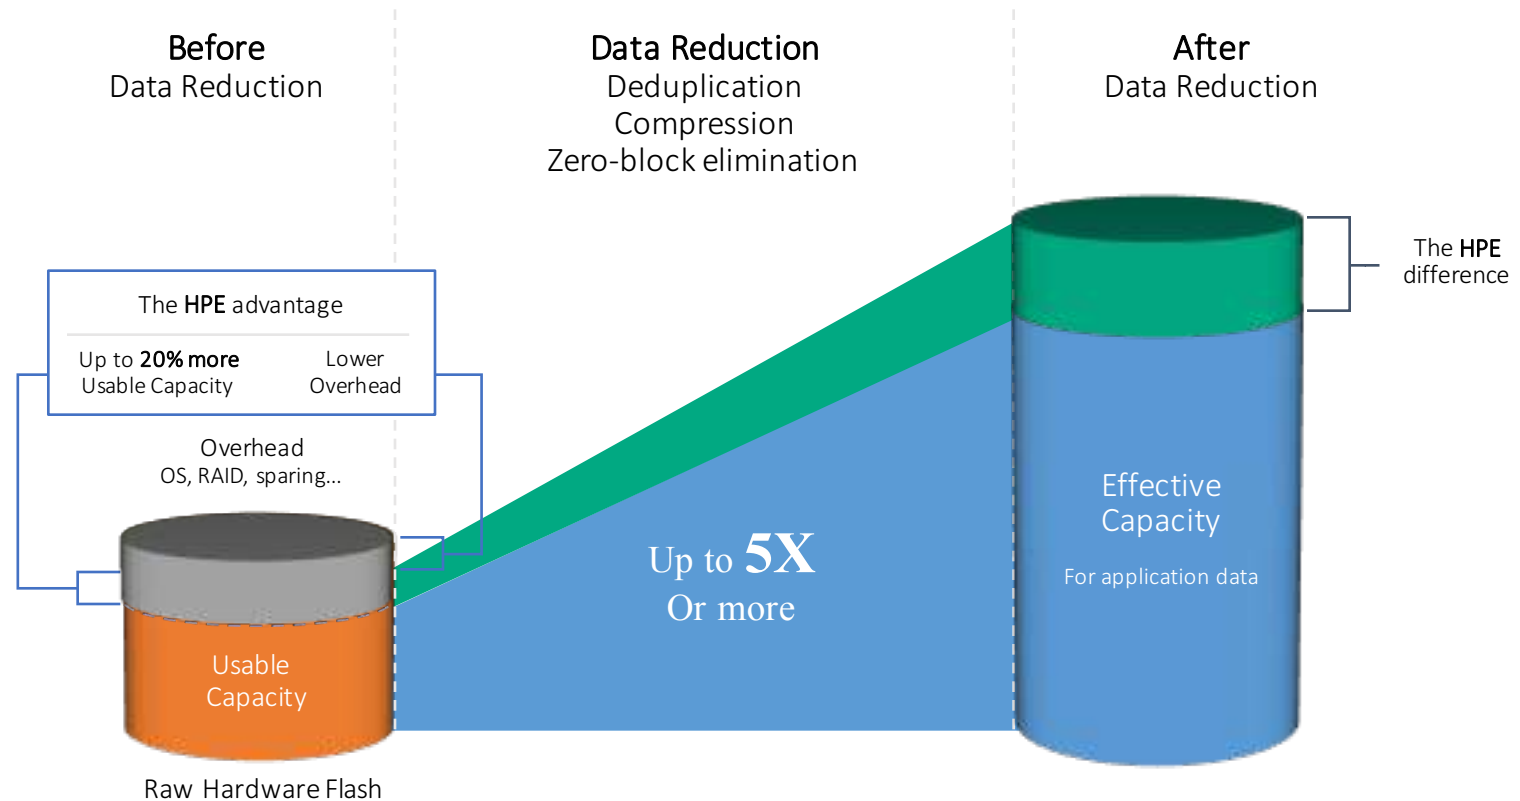 Before
Data Reduction
Data Reduction
Deduplication
Compression
Zero-block elimination
After
Data Reduction
The HPE advantage
Up to 20% more
Usable Capacity
Lower
Overhead
Overhead
OS, RAID, sparing...
Usable
Capacity
Raw Hardware Flash
Up to 5X
Or more
Effective
Capacity
For application data
The HPE
difference